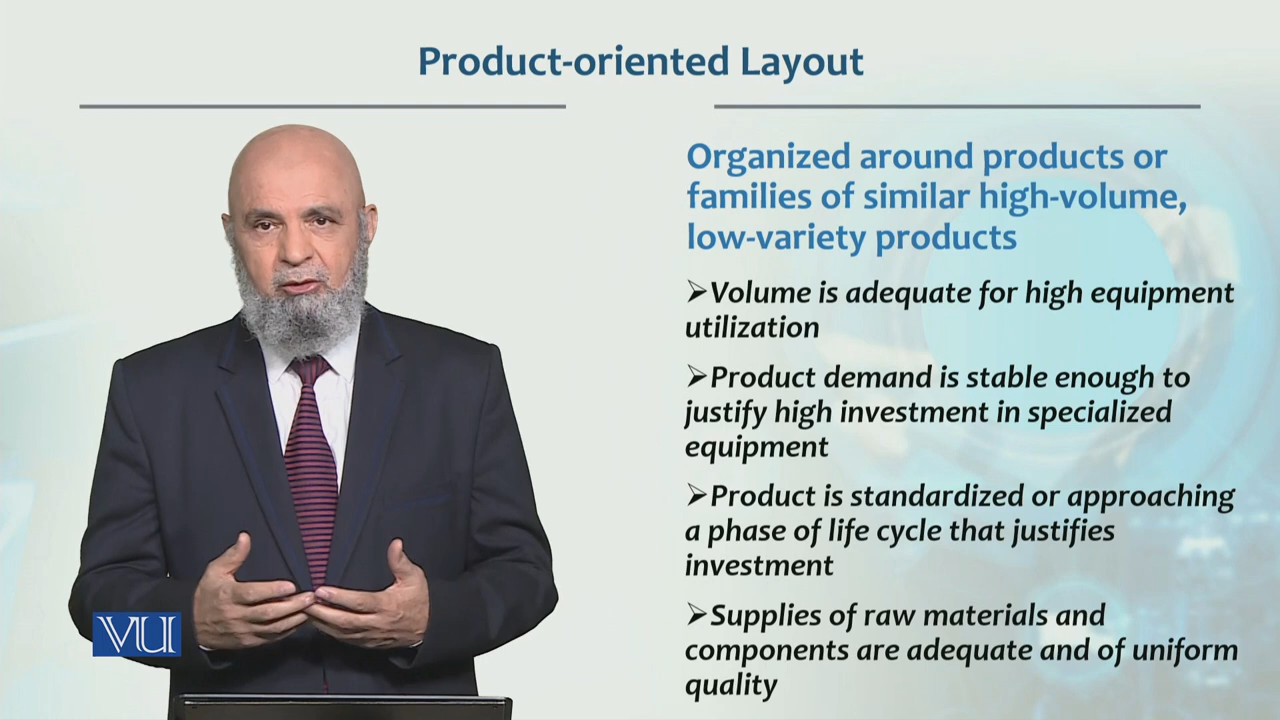 Product-oriented Layout
Organized around products or
families of similar high-volume,
low-variety products
➢Volume is adequate for high equipment
utilization
➢Product demand is stable enough to
justify high investment in specialized
equipment
➢Product is standardized or approaching
a phase of life cycle that justifies
investment
➢Supplies of raw materials and
components are adequate and of uniform
quality
VU